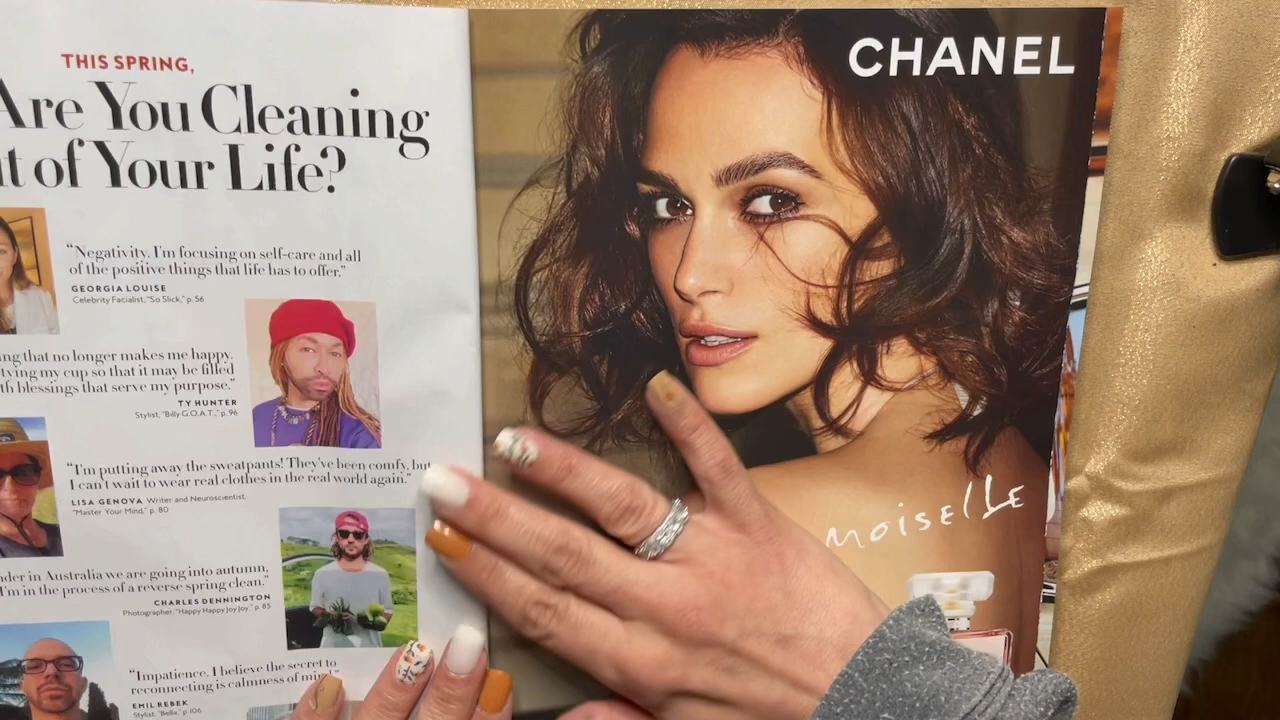 THIS SPRING,
Are You Cleaning
of Your Life?
"Negativity. I'm focusing on self-care and all
of the positive things that life has to offer."
GEORGIA LOUISE
Celebrity Facialist, "So Slick," p. 56
that no longer makes me happy.
my cup so that it may be filled
blessings that serve my purpose."
TY HUNTER
Stylist, "Billy G.O.A.T.," p. 96
"I'm putting away the sweatpants! They've been comfy, but
I can't wait to wear real clothes in the real world again."
LISA GENOVA Writer and Neuroscientist,
"Master Your Mind," p. 80
in Australia we are going into autumn,
I'm in the process of a reverse spring clean."
CHARLES DENNINGTON
Photographer, "Happy Happy Joy Joy," p. 85
"Impatience. I believe the secret to
reconnecting is calmness of
EMIL REBEK
Stylist, "Bella," p. 106
CHANEL
MOISELLE